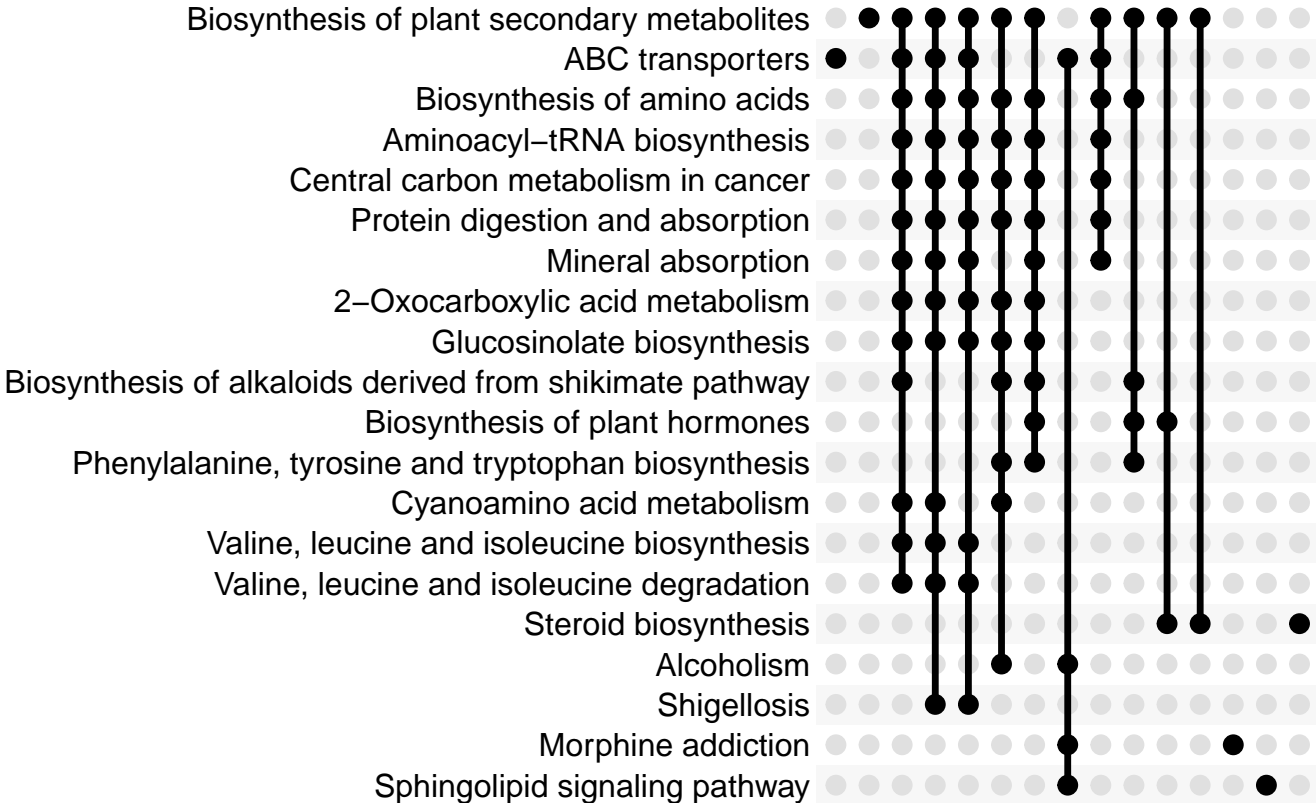 Biosynthesis of plant secondary metabolites
ABC transporters
Biosynthesis of amino acids
Aminoacyl−tRNA biosynthesis
Central carbon metabolism in cancer
Protein digestion and absorption
Mineral absorption
2−Oxocarboxylic acid metabolism
Glucosinolate biosynthesis
Biosynthesis of alkaloids derived from shikimate pathway
Biosynthesis of plant hormones
Phenylalanine, tyrosine and tryptophan biosynthesis
Cyanoamino acid metabolism
Valine, leucine and isoleucine biosynthesis
Valine, leucine and isoleucine degradation
Steroid biosynthesis
Alcoholism
Shigellosis
Morphine addiction
Sphingolipid signaling pathway